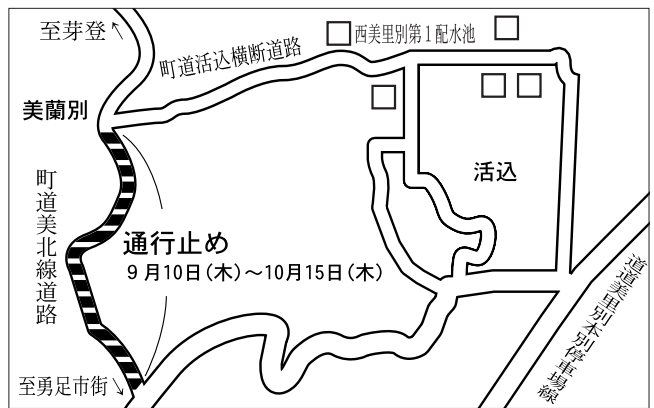 至芽登
町道活込横断道路
西美里別第1配水池
美蘭別
活込
町道美北線道路
通行止め
9月10日(木)～10月15日(木)
道道美里別本別停車場線
至勇足市街